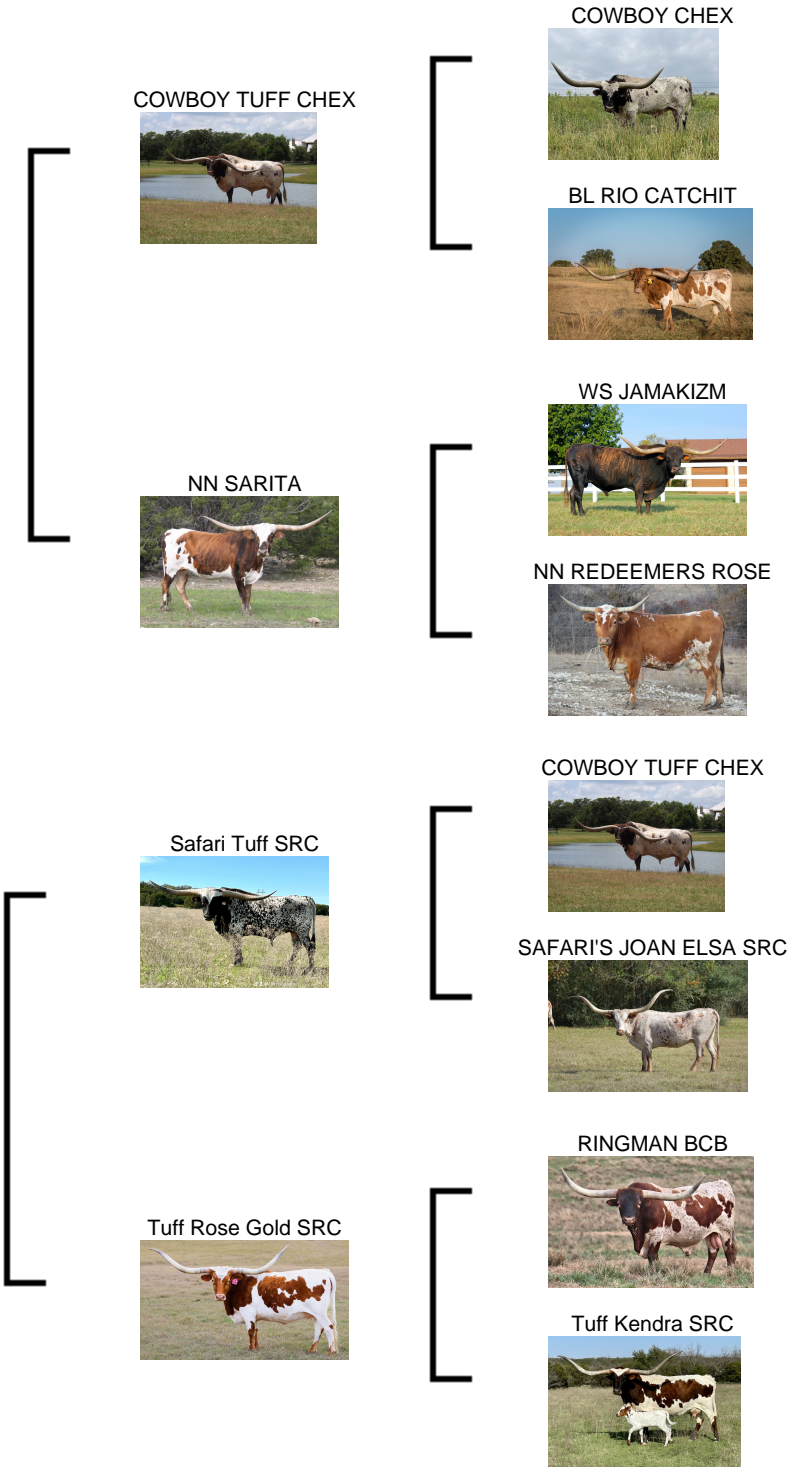 COWBOY CHEX
COWBOY TUFF CHEX
BL RIO CATCHIT
WS JAMAKIZM
NN SARITA
NN REDEEMERS ROSE
COWBOY TUFF CHEX
Safari Tuff SRC
SAFARI'S JOAN ELSA SRC
RINGMAN BCB
Tuff Rose Gold SRC
Tuff Kendra SRC